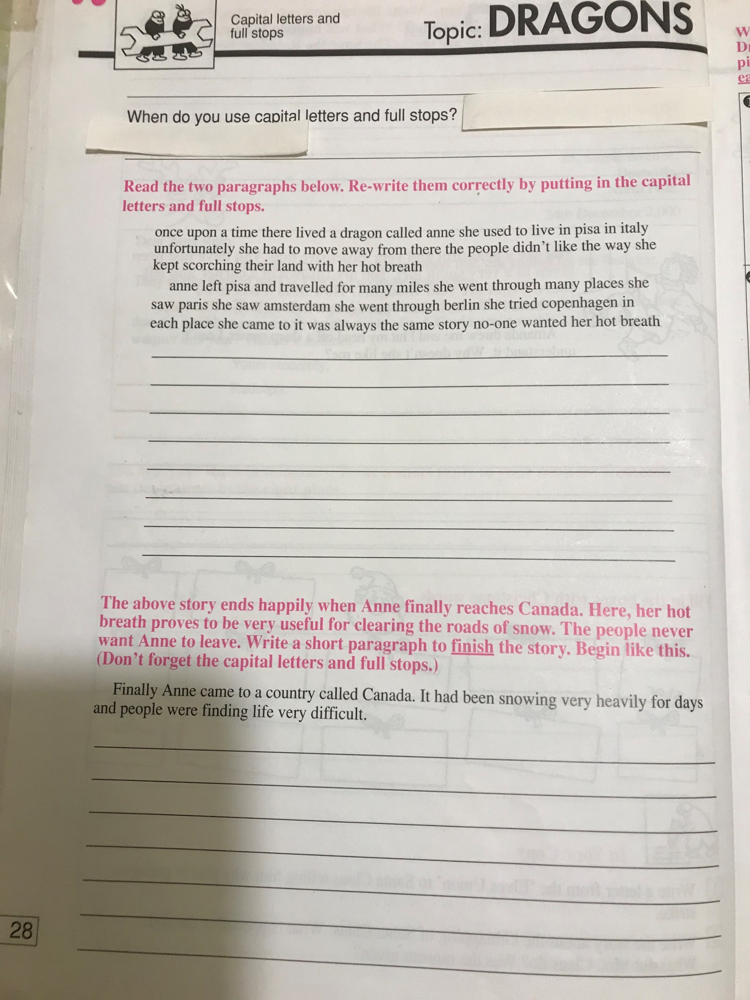 Capital letters and
full stops
Topic: DRAGONS
When do you use capital letters and full stops?
Read the two paragraphs below. Re-write them correctly by putting in the capital
letters and full stops.
once upon a time there lived a dragon called anne she used to live in pisa in italy
unfortunately she had to move away from there the people didn't like the way she
kept scorching their land with her hot breath
anne left pisa and travelled for many miles she went through many places she
saw paris she saw amsterdam she went through berlin she tried copenhagen in
each place she came to it was always the same story no-one wanted her hot breath
The above story ends happily when Anne finally reaches Canada. Here, her hot
breath proves to be very useful for clearing the roads of snow. The people never
want Anne to leave. Write a short paragraph to finish the story. Begin like this.
(Don't forget the capital letters and full stops.)
Finally Anne came to a country called Canada. It had been snowing very heavily for days
and people were finding life very difficult.
28